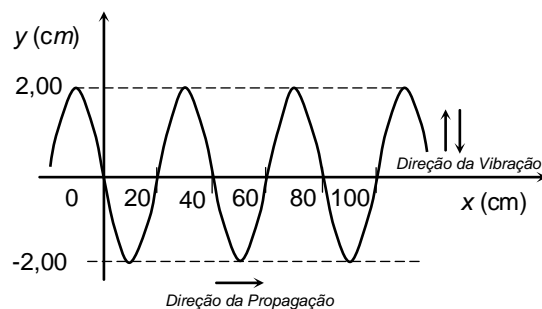 y (cm)
2,00
Direção da Vibração
0 20 40 60 80 100
x (cm)
-2,00
Direção da Propagação